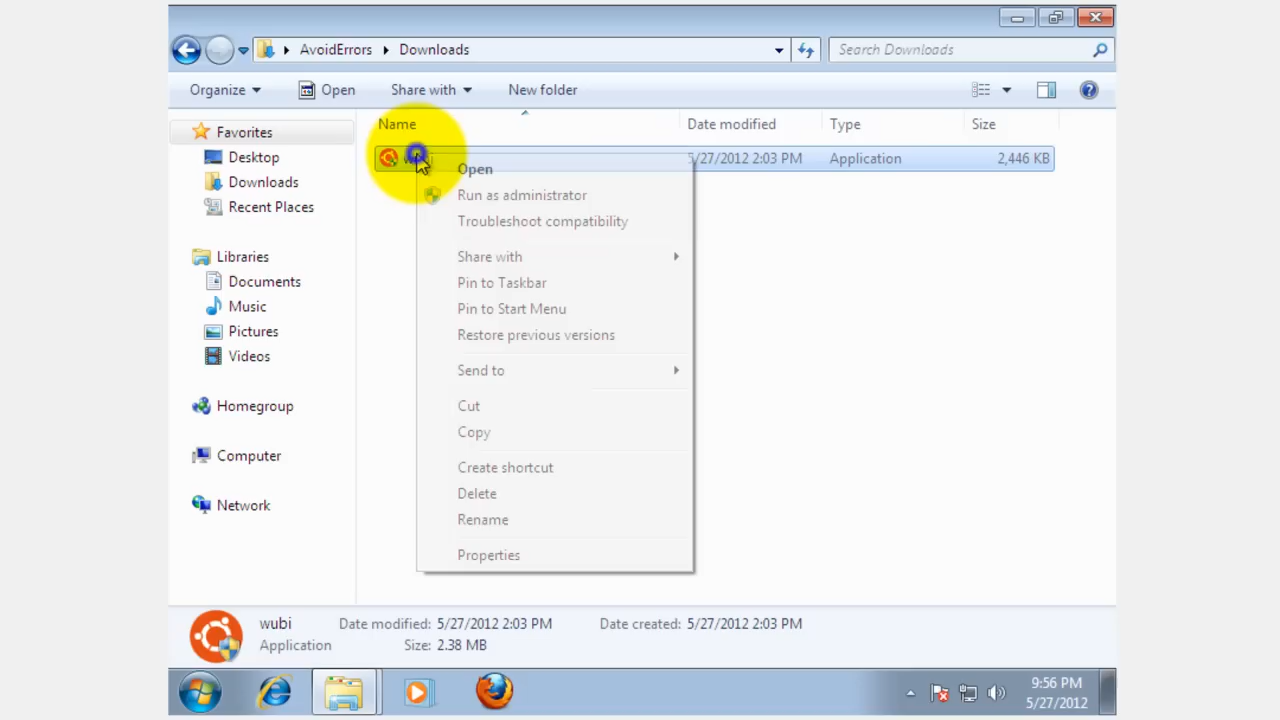 AvoidErrors Downloads
Search Downloads
Organize Open Share with New folder
Name Date modified Type Size
5/27/2012 2:03 PM Application 2,446 KB
Favorites
Desktop
Downloads
Recent Places
Libraries
Documents
Music
Pictures
Videos
Homegroup
Computer
Network
Open
Run as administrator
Troubleshoot compatibility
Share with
Pin to Taskbar
Pin to Start Menu
Restore previous versions
Send to
Cut
Copy
Create shortcut
Delete
Rename
Properties
wubi Date modified: 5/27/2012 2:03 PM Date created: 5/27/2012 2:03 PM
Application Size: 2.38 MB
9:56 PM
5/27/2012